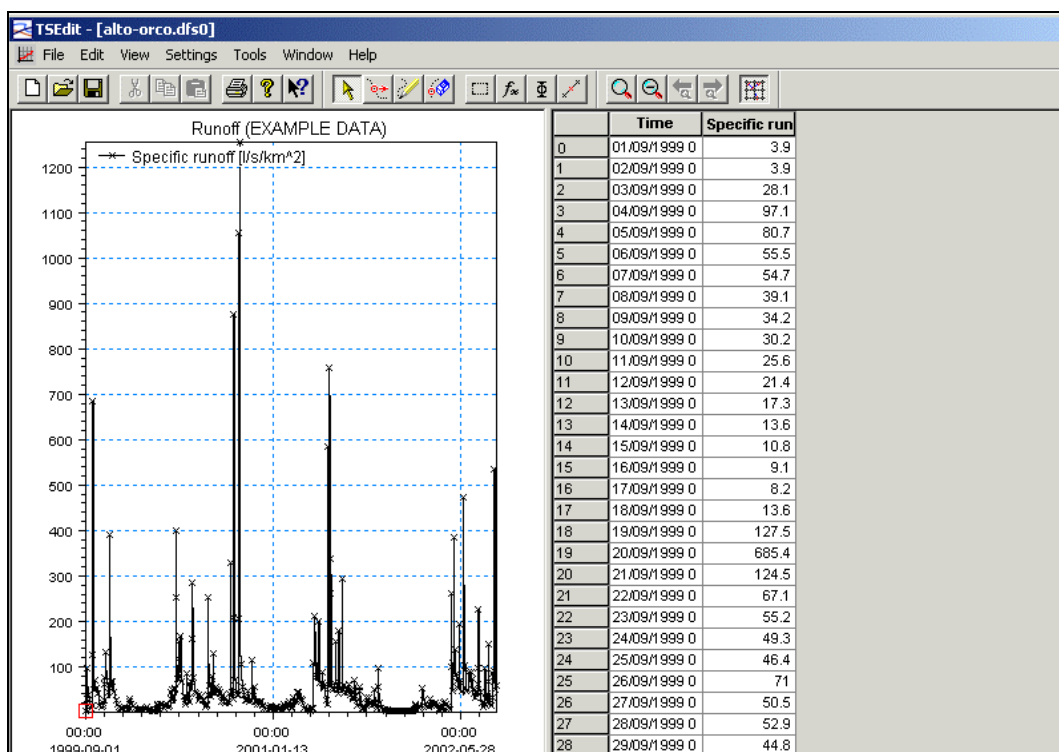 TSEdit - [alto-orco.dfs0]
File Edit View Settings Tools Window Help
Runoff (EXAMPLE DATA)
Specific runoff [l/s/km^2]
1200
1100
1000
900
800
700
600
500
400
300
200
100
00:00 00:00 00:00
1999-09-01 2001-01-13 2002-05-28
Time Specific run
0 01/09/1999 0 3.9
1 02/09/1999 0 3.9
2 03/09/1999 0 28.1
3 04/09/1999 0 97.1
4 05/09/1999 0 80.7
5 06/09/1999 0 55.5
6 07/09/1999 0 54.7
7 08/09/1999 0 39.1
8 09/09/1999 0 34.2
9 10/09/1999 0 30.2
10 11/09/1999 0 25.6
11 12/09/1999 0 21.4
12 13/09/1999 0 17.3
13 14/09/1999 0 13.6
14 15/09/1999 0 10.8
15 16/09/1999 0 9.1
16 17/09/1999 0 8.2
17 18/09/1999 0 13.6
18 19/09/1999 0 127.5
19 20/09/1999 0 685.4
20 21/09/1999 0 124.5
21 22/09/1999 0 67.1
22 23/09/1999 0 55.2
23 24/09/1999 0 49.3
24 25/09/1999 0 46.4
25 26/09/1999 0 71
26 27/09/1999 0 50.5
27 28/09/1999 0 52.9
28 29/09/1999 0 44.8